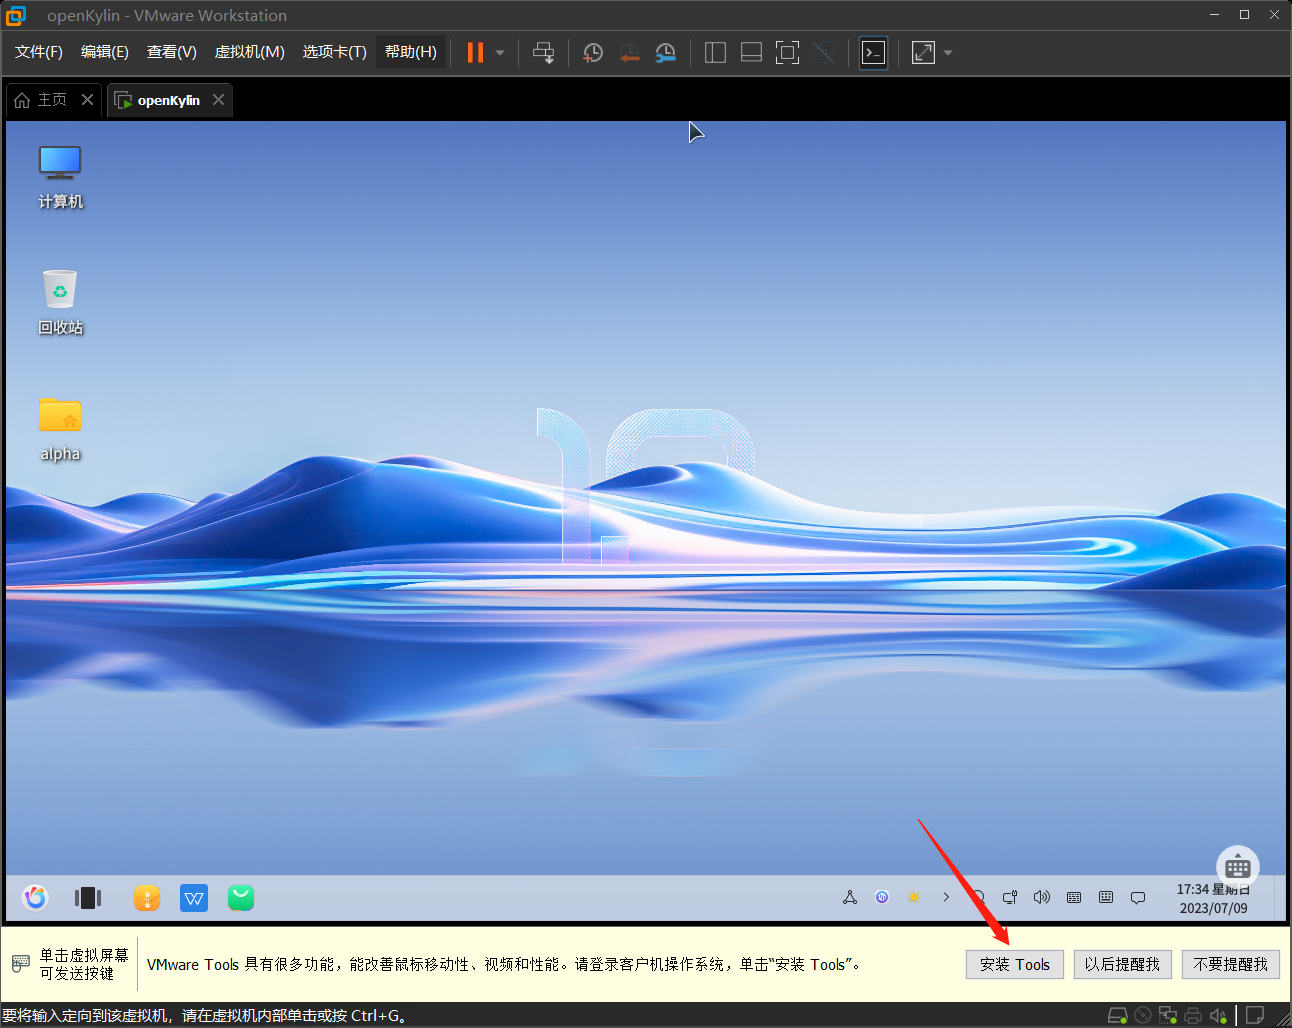 openKylin - VMware Workstation
文件(F) 编辑(E) 查看(V) 虚拟机(M) 选项卡(T) 帮助(H)
主页 openKylin
计算机
回收站
alpha
17:34 星期日
2023/07/09
单击虚拟屏幕
可发送按键
VMware Tools 具有很多功能，能改善鼠标移动性、视频和性能。请登录客户机操作系统，单击“安装 Tools”。
安装 Tools 以后提醒我 不要提醒我
要将输入定向到该虚拟机，请在虚拟机内部单击或按 Ctrl+G。